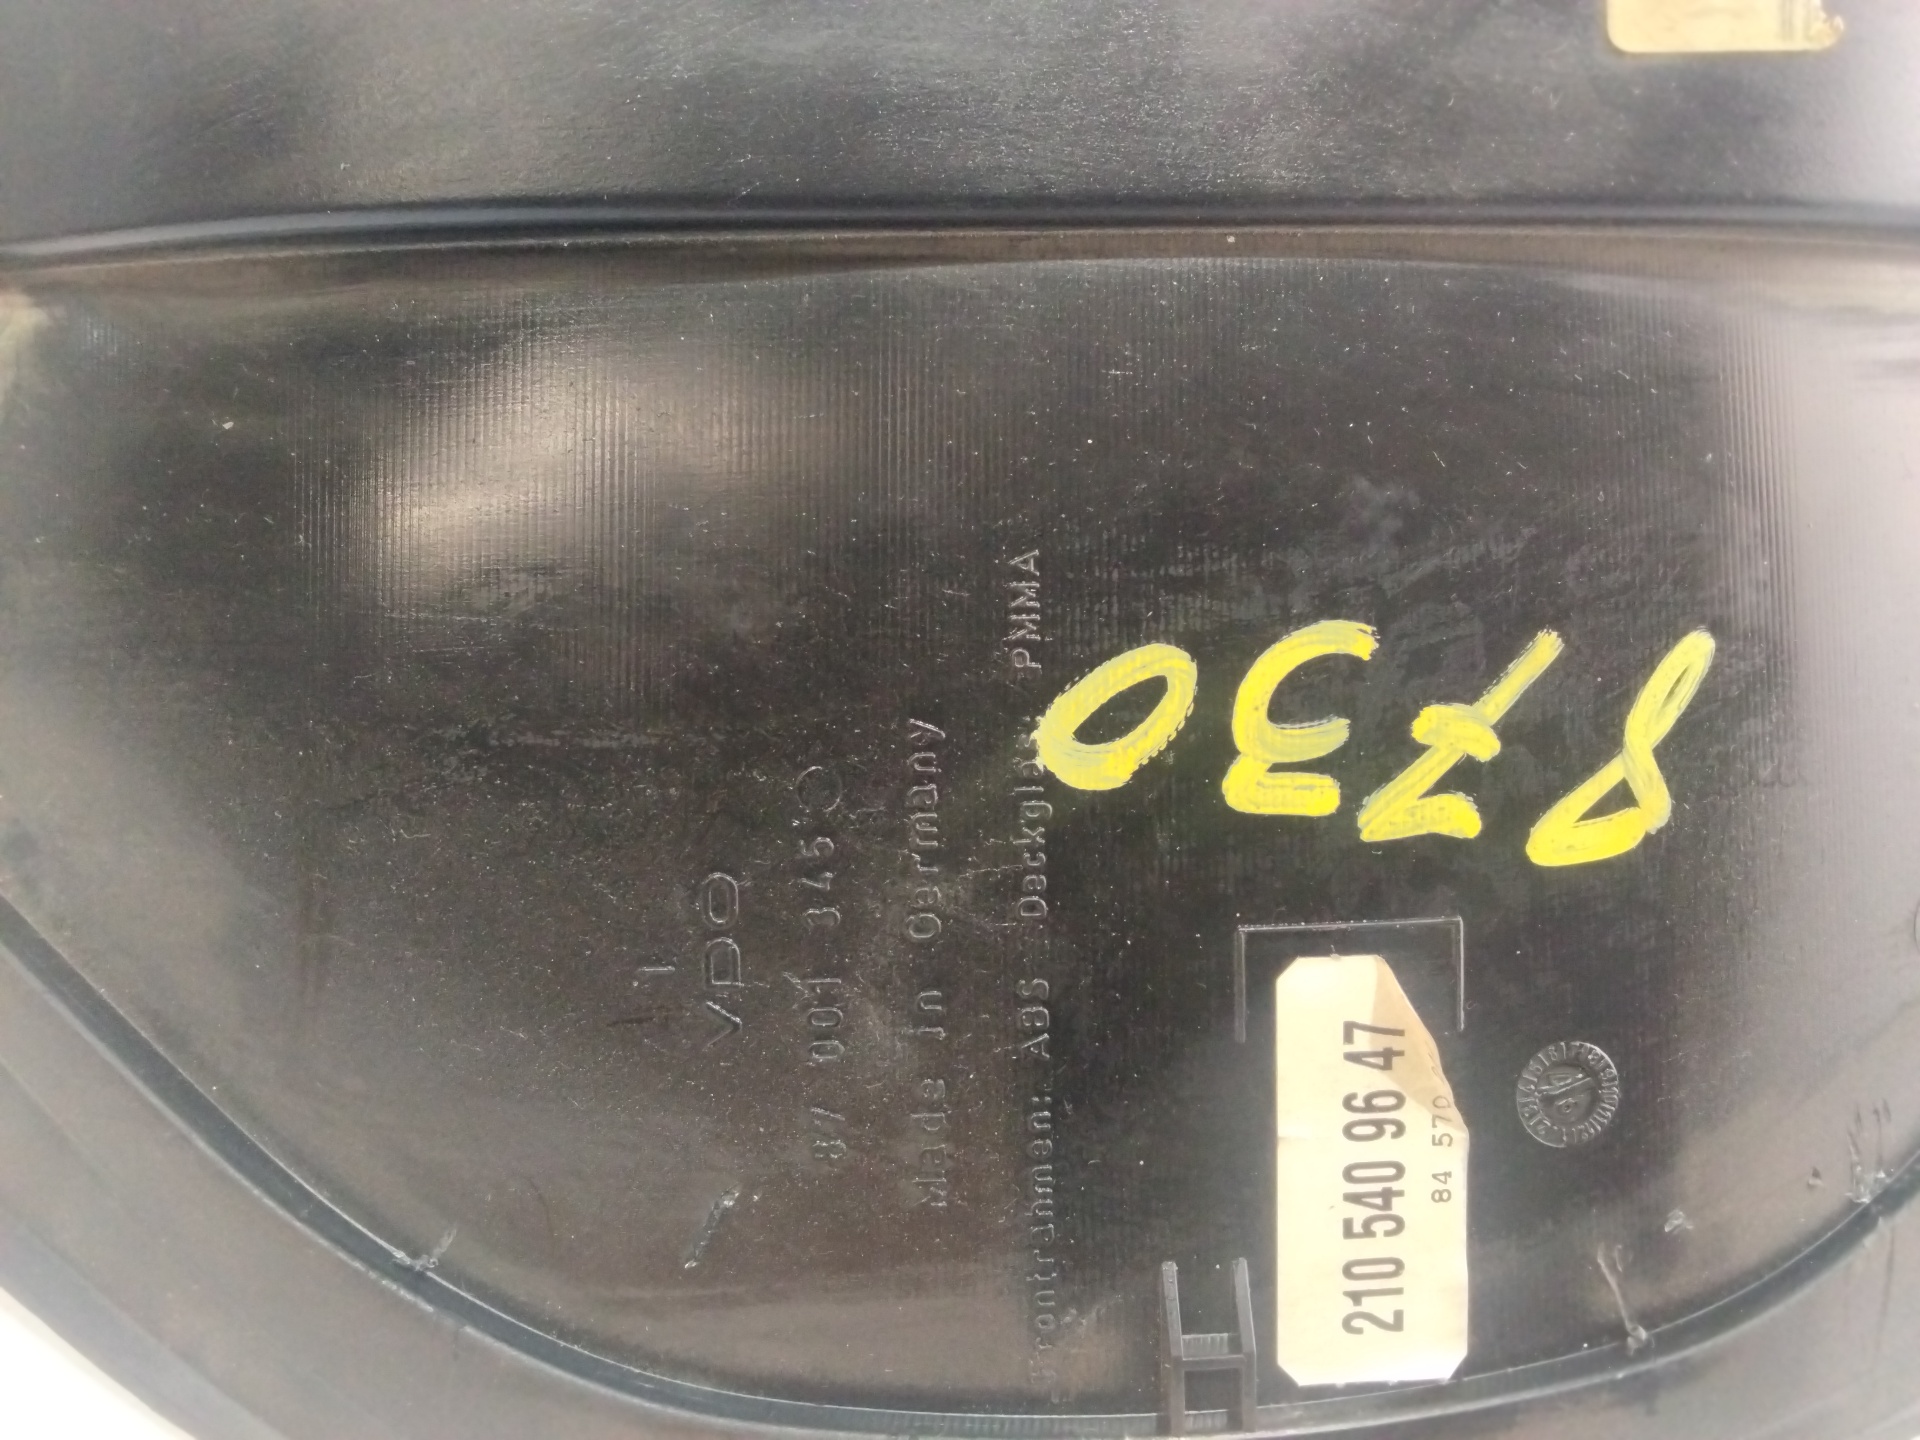 VDO
87 001 345
Made in Germany
Frontrahmen: ABS Deckglas: PMMA
8730
210 540 96 47
84 570